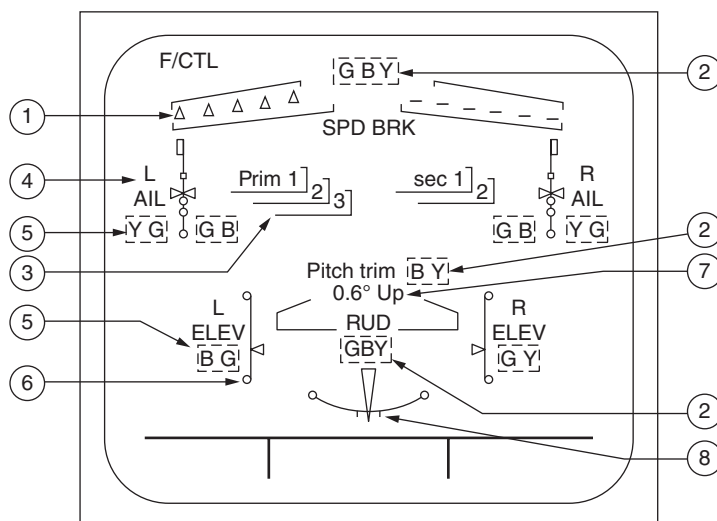 F/CTL
G B Y
2
1
SPD BRK
4
L
AIL
Prim 1
2
3
sec 1
2
R
AIL
5
Y G
G B
G B
Y G
3
2
Pitch trim
B Y
7
0.6° Up
L
ELEV
RUD
R
ELEV
5
B G
GBY
G Y
6
2
8